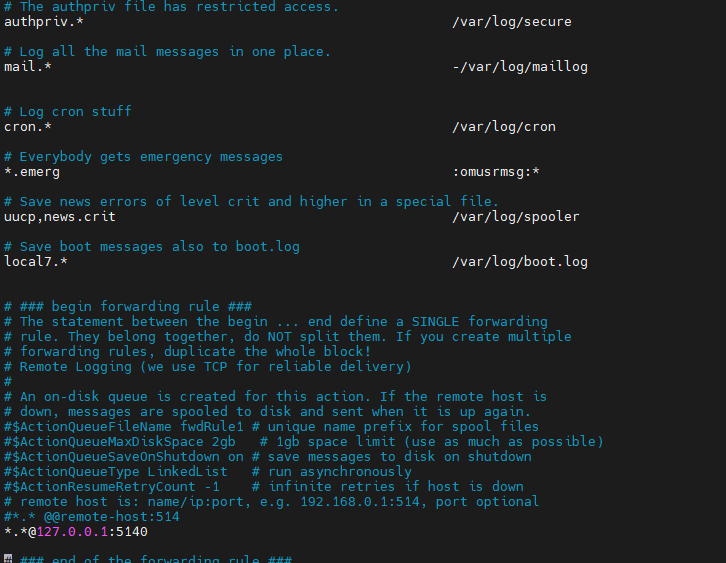 # The authpriv file has restricted access.
authpriv.* /var/log/secure
# Log all the mail messages in one place.
mail.* -/var/log/maillog
# Log cron stuff
cron.* /var/log/cron
# Everybody gets emergency messages
*.emerg :omusrmsg:*
# Save news errors of level crit and higher in a special file.
uucp,news.crit /var/log/spooler
# Save boot messages also to boot.log
local7.* /var/log/boot.log
# ### begin forwarding rule ###
# The statement between the begin ... end define a SINGLE forwarding
# rule. They belong together, do NOT split them. If you create multiple
# forwarding rules, duplicate the whole block!
# Remote Logging (we use TCP for reliable delivery)
#
# An on-disk queue is created for this action. If the remote host is
# down, messages are spooled to disk and sent when it is up again.
#$ActionQueueFileName fwdRule1 # unique name prefix for spool files
#$ActionQueueMaxDiskSpace 2gb # 1gb space limit (use as much as possible)
#$ActionQueueSaveOnShutdown on # save messages to disk on shutdown
#$ActionQueueType LinkedList # run asynchronously
#$ActionResumeRetryCount -1 # infinite retries if host is down
# remote host is: name/ip:port, e.g. 192.168.0.1:514, port optional
#*.* @@remote-host:514
*.*@127.0.0.1:5140
# ### end of the forwarding rule ###